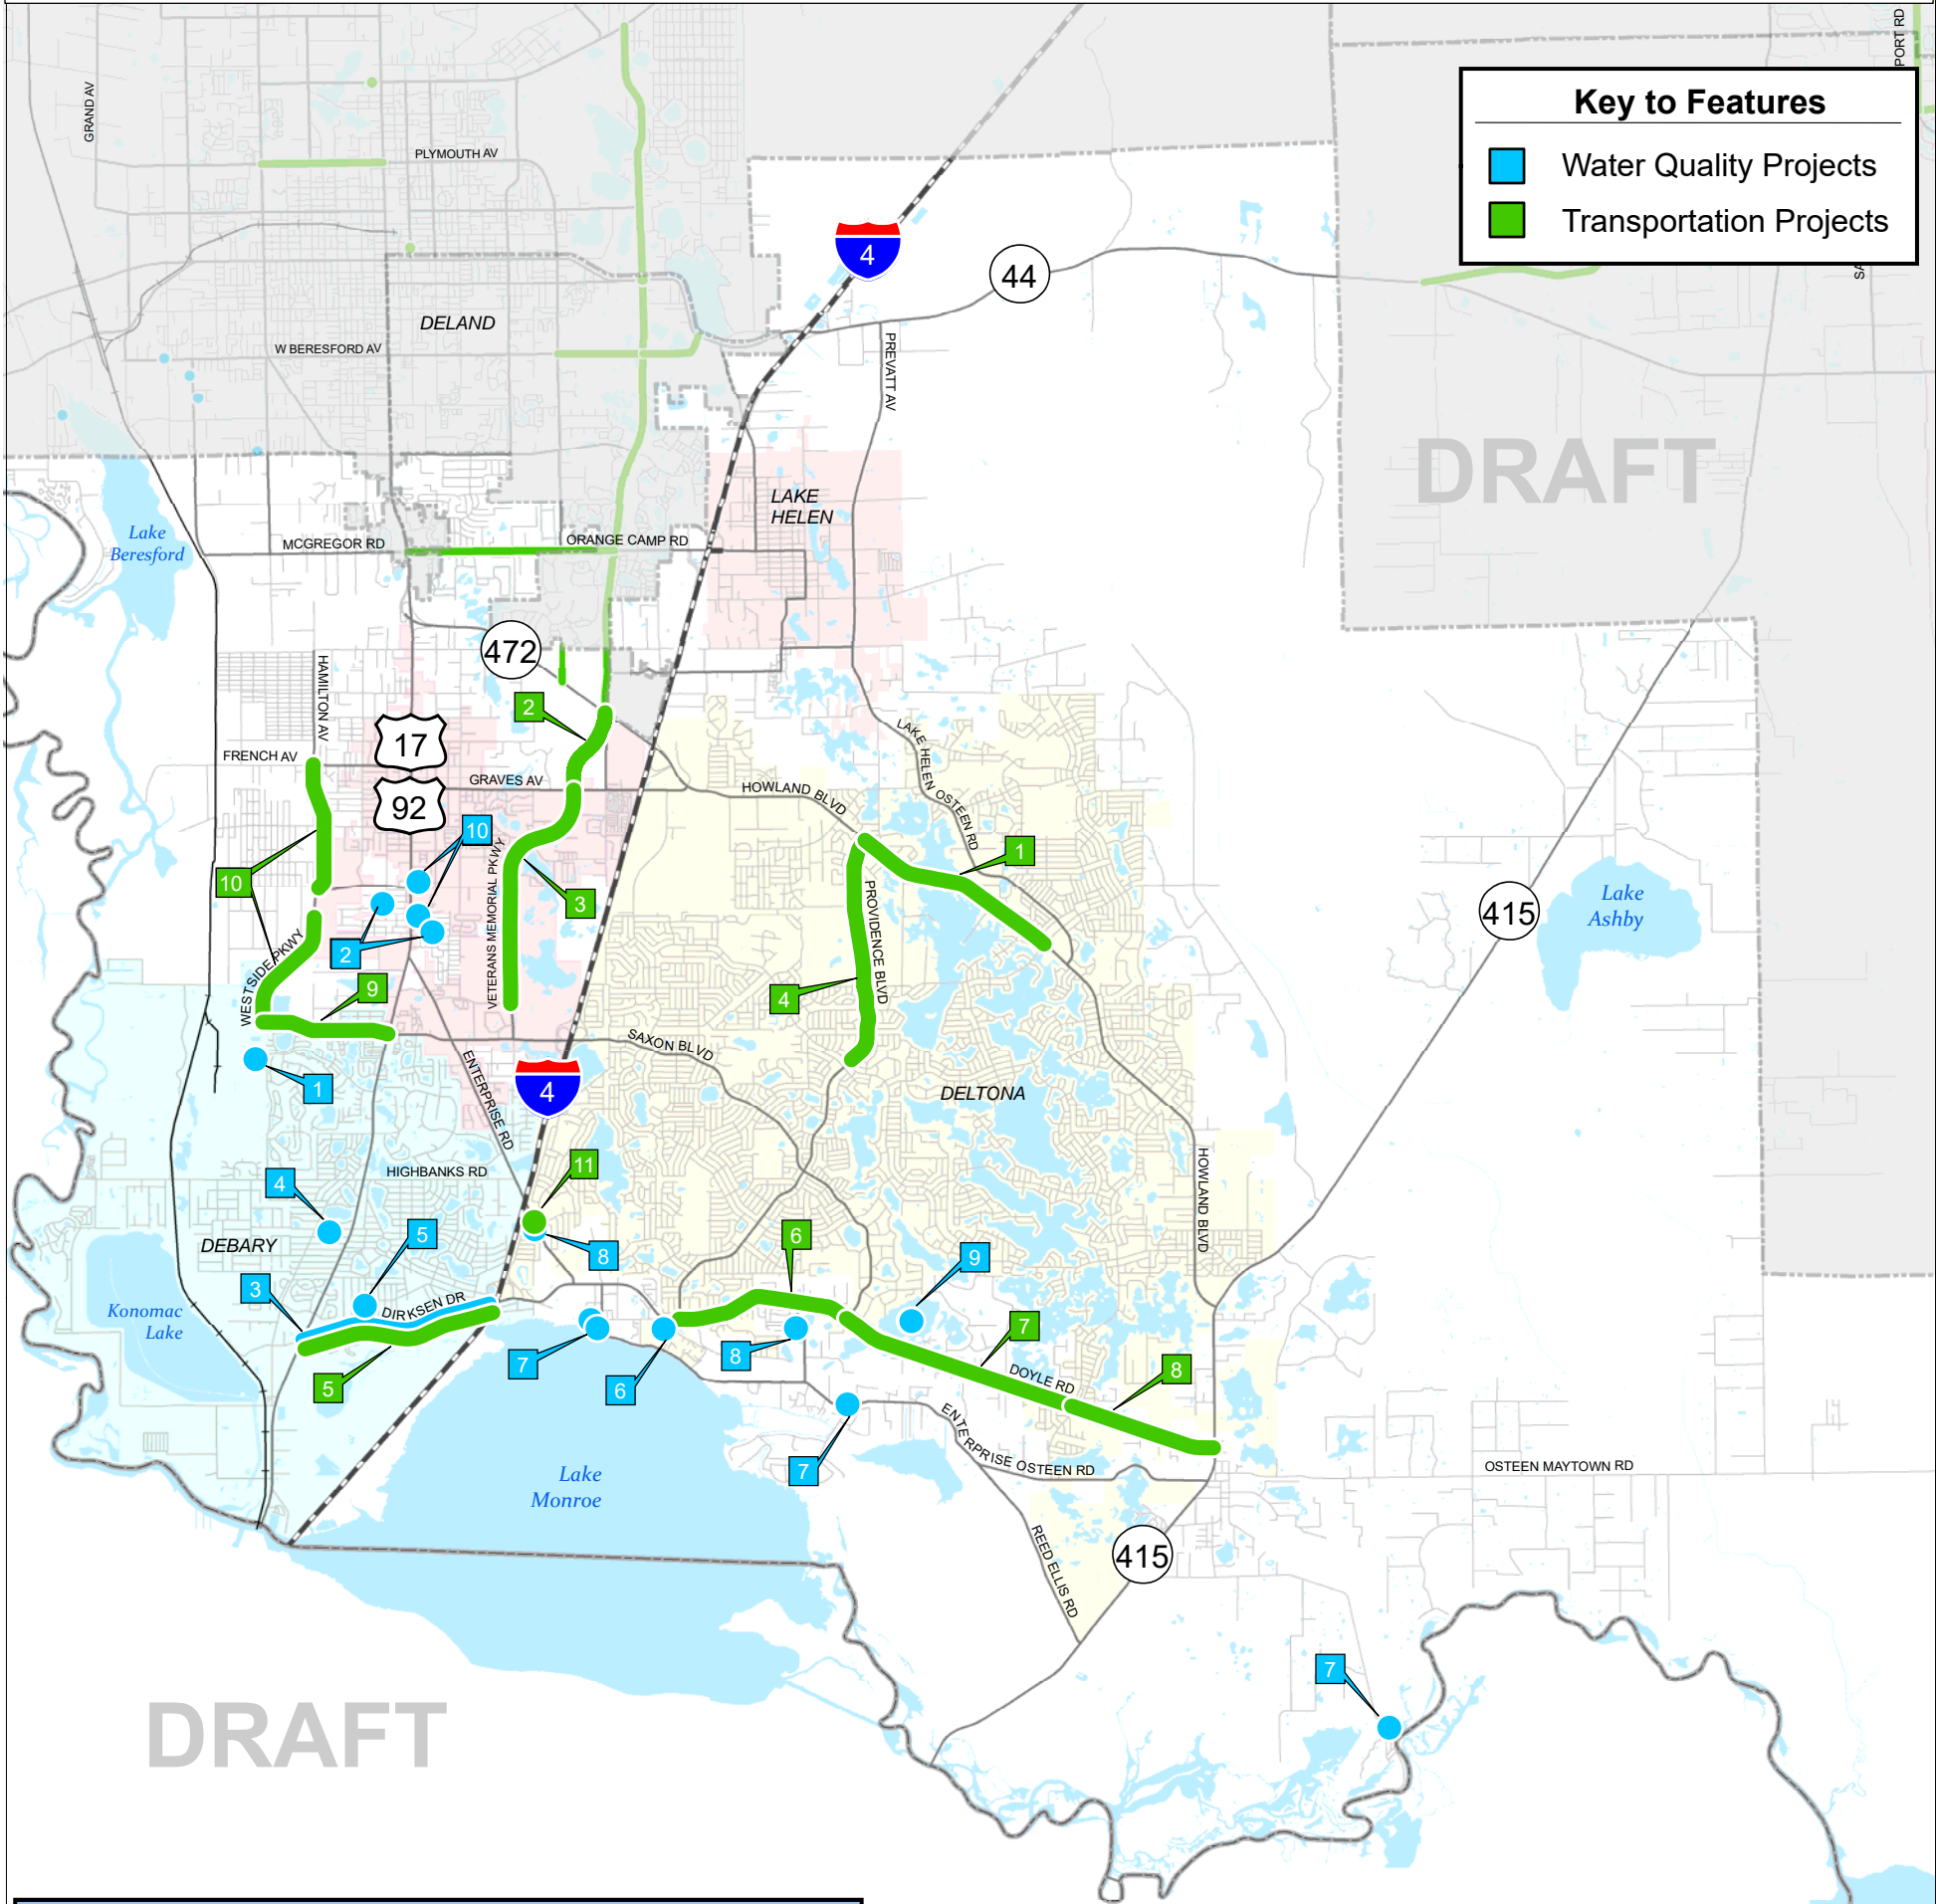 PORT RD
Key to Features
Water Quality Projects
Transportation Projects
GRAND AV
PLYMOUTH AV
4
44
DELAND
W BERESFORD AV
PREVATT AV
DRAFT
LAKE
HELEN
Lake
Beresford
MCGREGOR RD
ORANGE CAMP RD
472
HAMILTON AV
2
17
FRENCH AV
LAKE HELEN OSTEEN RD
GRAVES AV
HOWLAND BLVD
92
10
1
10
VETERANS MEMORIAL PKWY
3
PROVIDENCE BLVD
415
Lake
Ashby
2
WESTSIDE PKWY
9
4
SAXON BLVD
1
ENTERPRISE RD
4
DELTONA
HIGHBANKS RD
11
4
HOWLAND BLVD
5
DEBARY
8
6
9
3
DIRKSEN DR
Konomac
Lake
7
8
7
6
5
DOYLE RD
8
7
ENTERPRISE OSTEEN RD
OSTEEN MAYTOWN RD
Lake
Monroe
REED ELLIS RD
415
7
DRAFT